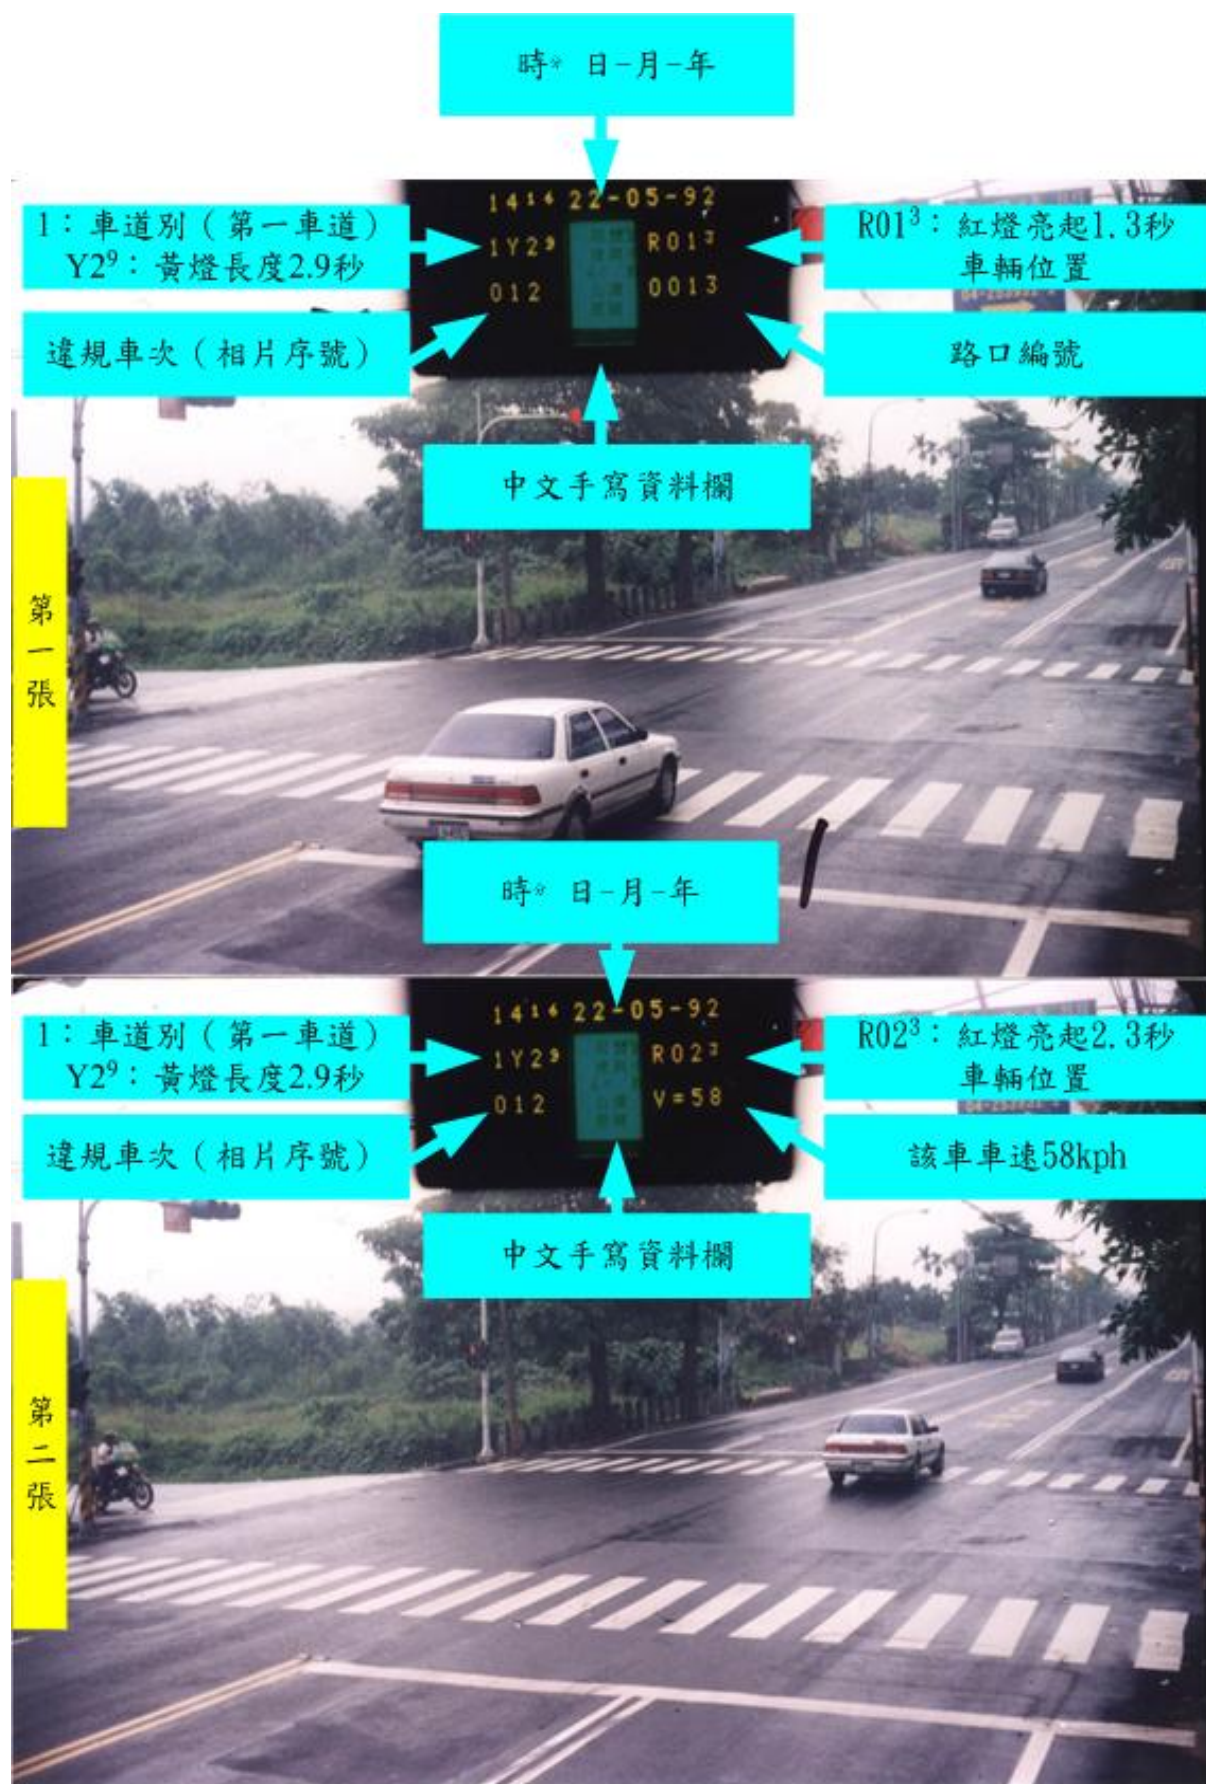 時分 日-月-年
14¹⁶ 22-05-92
1：車道別（第一車道）
Y2⁹：黃燈長度2.9秒
1Y2⁹
R01³
R01³：紅燈亮起1.3秒
車輛位置
012
0013
違規車次（相片序號）
路口編號
中文手寫資料欄
第一張
時分 日-月-年
14¹⁶ 22-05-92
1：車道別（第一車道）
Y2⁹：黃燈長度2.9秒
1Y2⁹
R02³
R02³：紅燈亮起2.3秒
車輛位置
012
V=58
違規車次（相片序號）
該車車速58kph
中文手寫資料欄
第二張